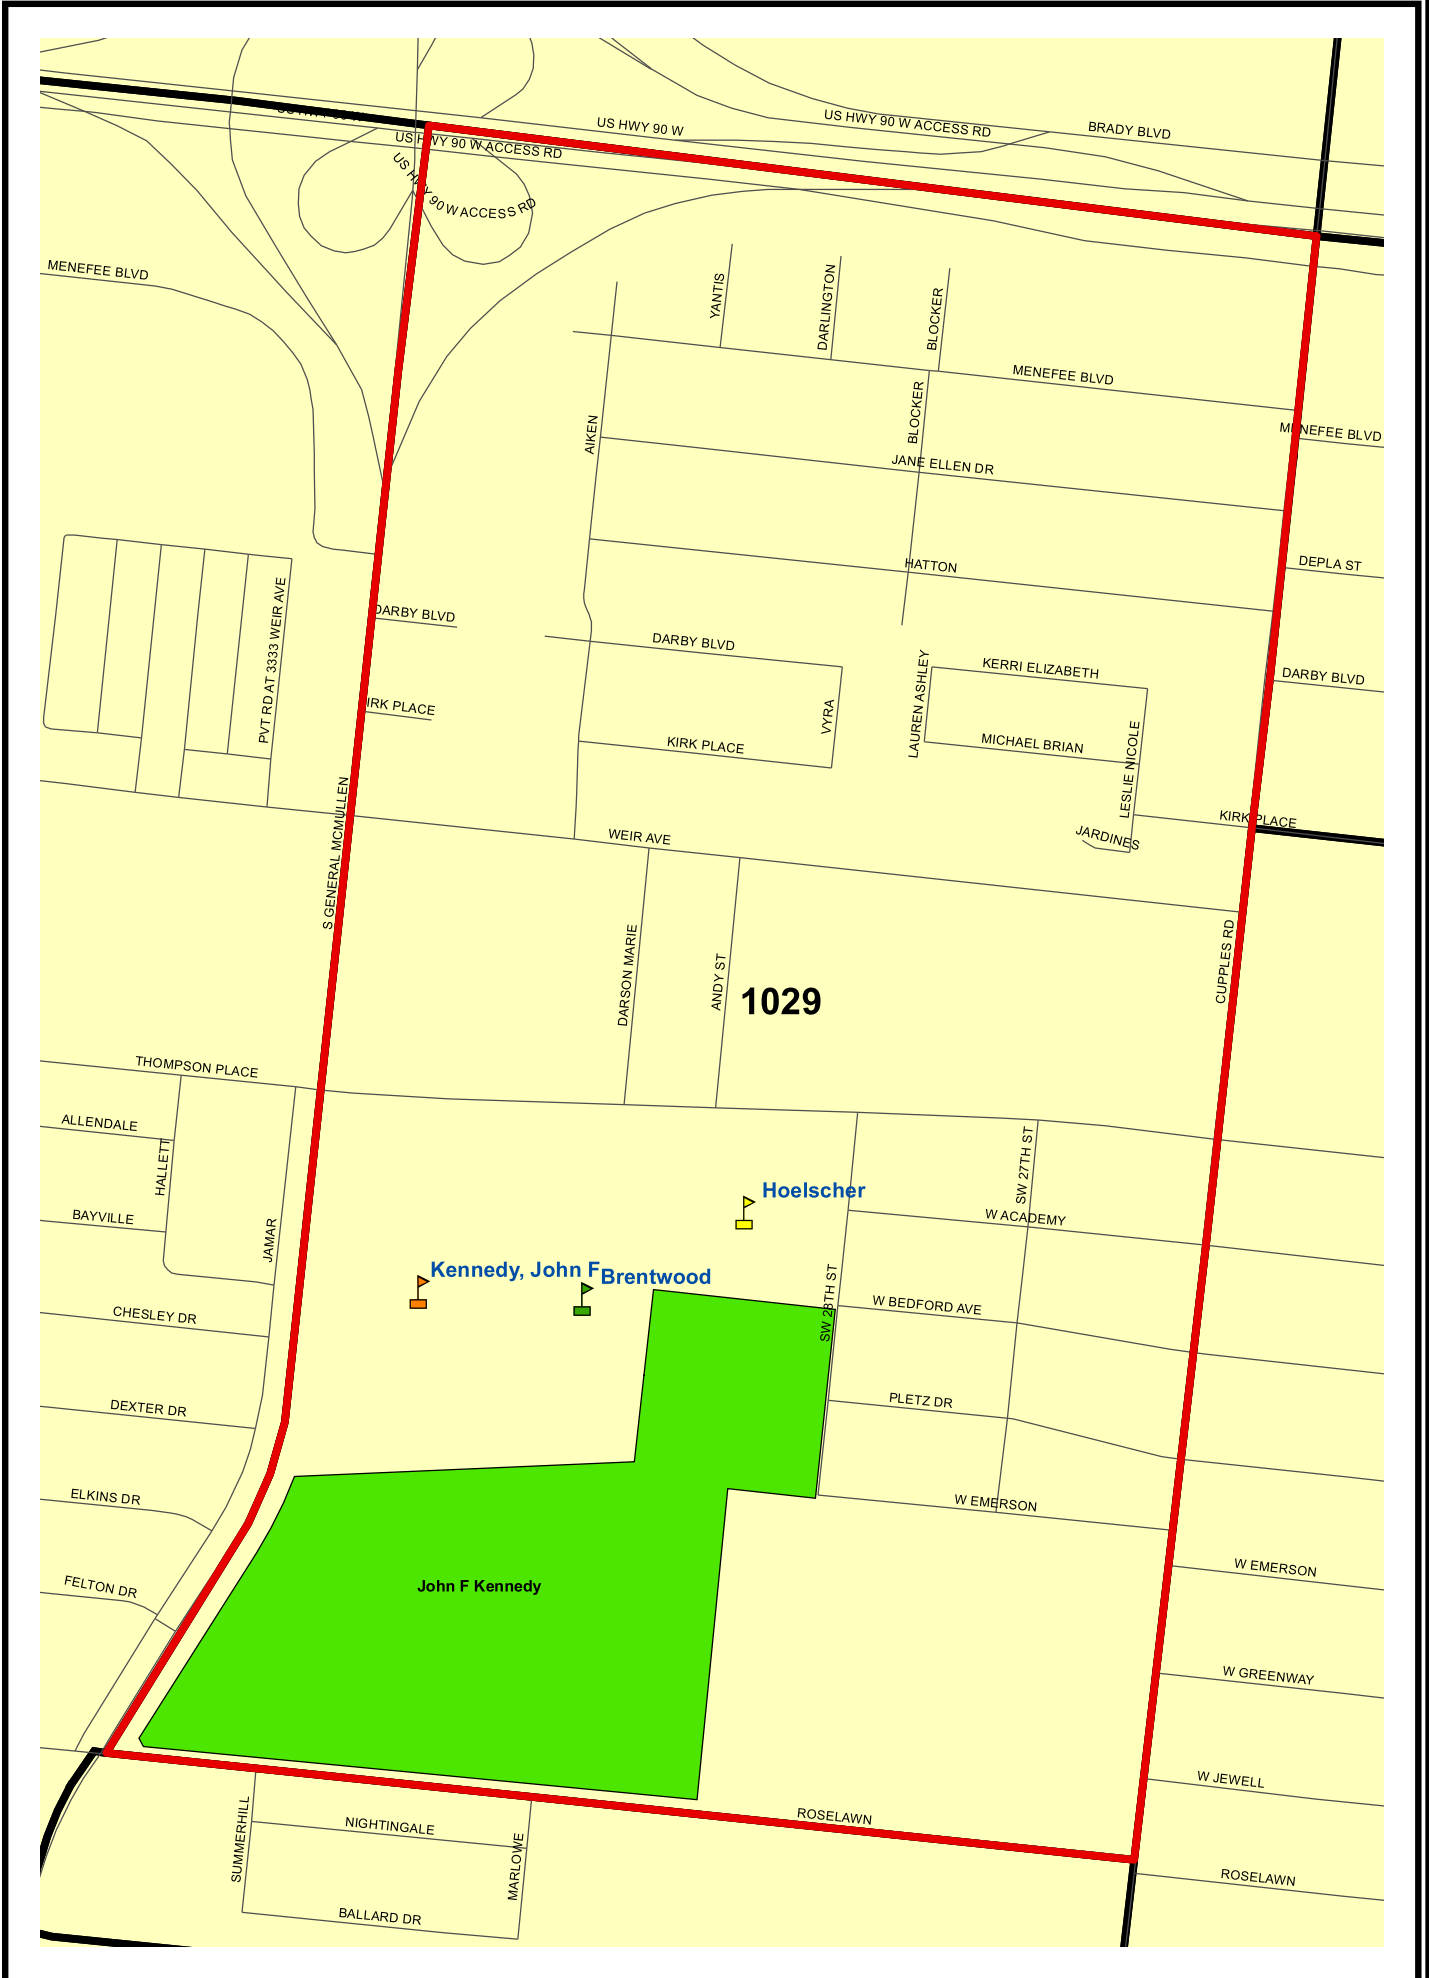 US HWY 90 W
US HWY 90 W
US HWY 90 W ACCESS RD
BRADY BLVD
US HWY 90 W ACCESS RD
US HWY 90 W ACCESS RD
MENEFEE BLVD
YANTIS
DARLINGTON
BLOCKER
MENEFEE BLVD
BLOCKER
AIKEN
MENEFEE BLVD
JANE ELLEN DR
HATTON
DEPLA ST
PVT RD AT 3333 WEIR AVE
DARBY BLVD
DARBY BLVD
LAUREN ASHLEY
KERRI ELIZABETH
DARBY BLVD
KIRK PLACE
VYRA
KIRK PLACE
MICHAEL BRIAN
LESLIE NICOLE
S GENERAL MCMULLEN
WEIR AVE
JARDINES
KIRK PLACE
DARSON MARIE
ANDY ST
1029
CUPPLES RD
THOMPSON PLACE
ALLENDALE
HALLETT
SW 27TH ST
Hoelscher
BAYVILLE
JAMAR
W ACADEMY
Kennedy, John F
Brentwood
SW 28TH ST
W BEDFORD AVE
CHESLEY DR
DEXTER DR
PLETZ DR
ELKINS DR
W EMERSON
FELTON DR
John F Kennedy
W EMERSON
W GREENWAY
W JEWELL
SUMMERHILL
NIGHTINGALE
MARLOWE
ROSELAWN
ROSELAWN
BALLARD DR